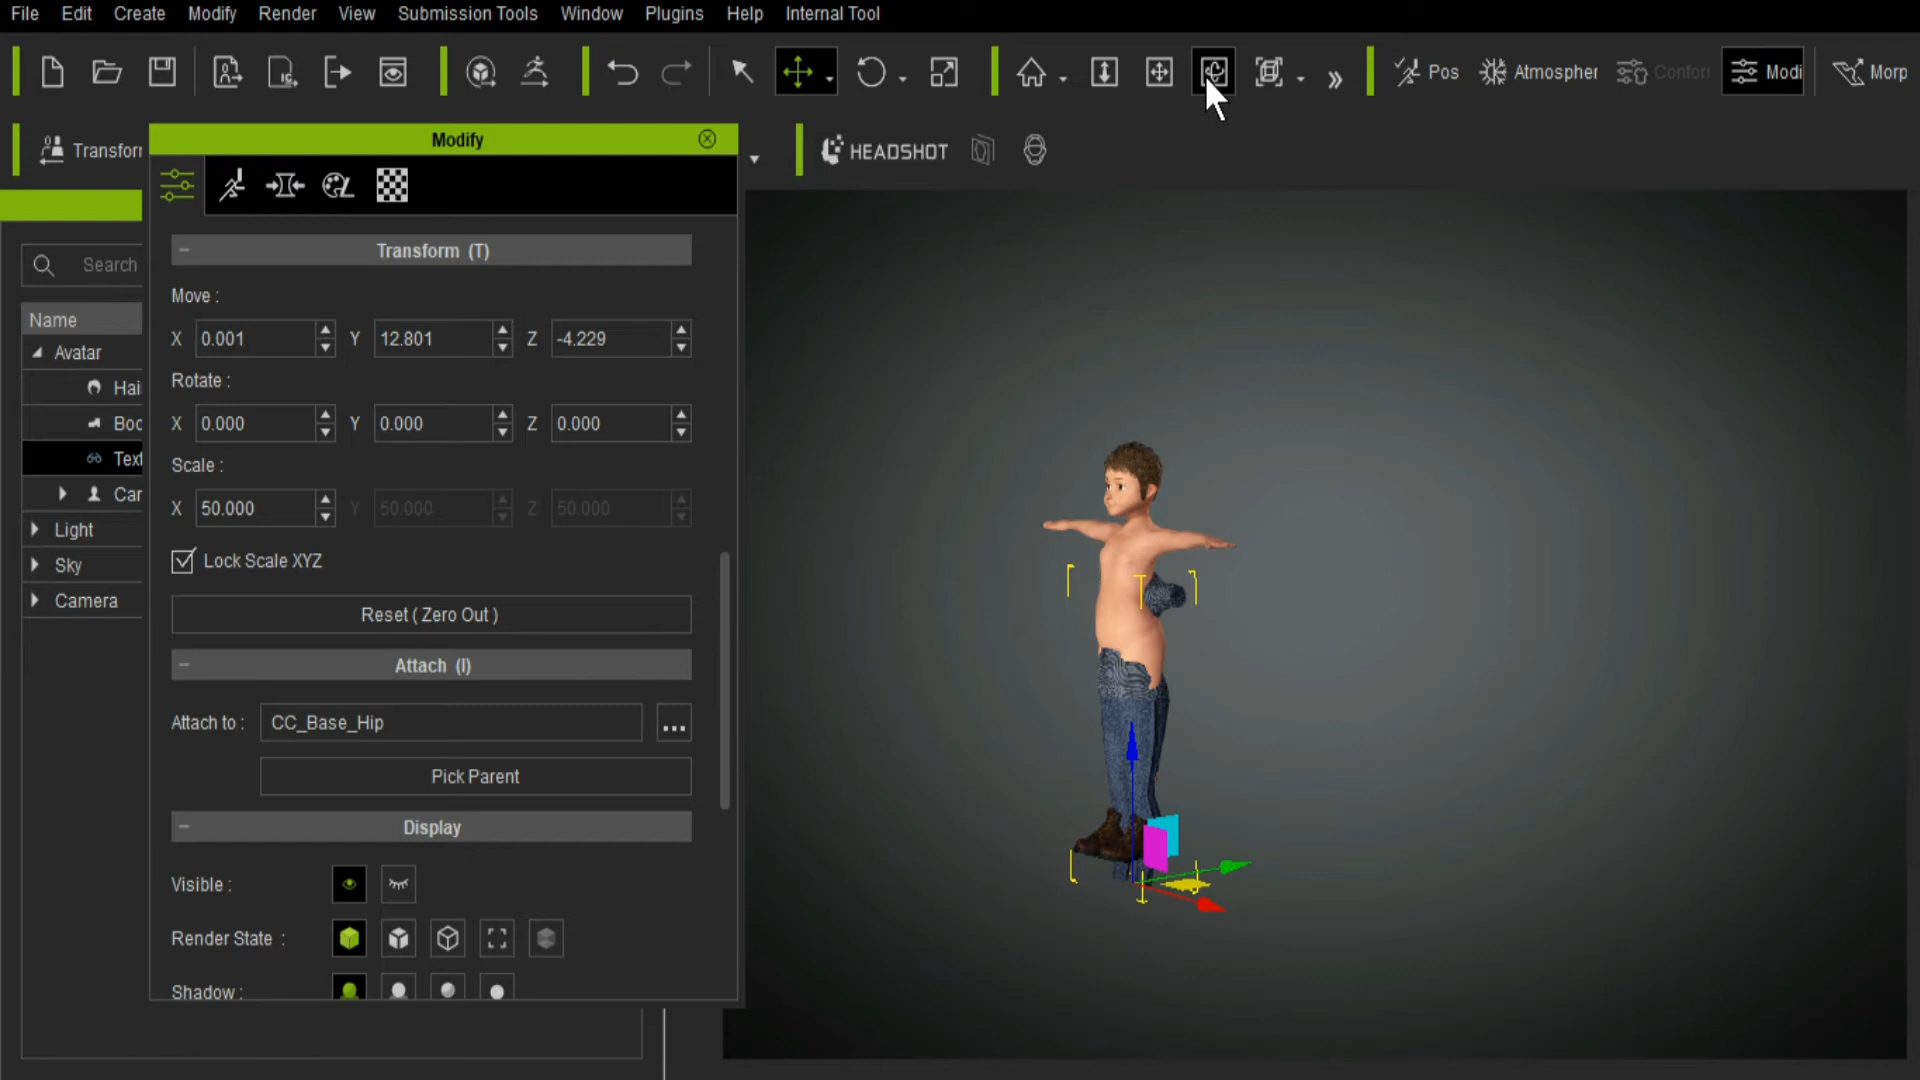 File Edit Create Modify Render View Submission Tools Window Plugins Help Internal Tool
Pos Atmospher Confor Modi Morp
Transforr HEADSHOT
Modify
Search
Transform (T)
Move :
Name
X 0.001 Y 12.801 Z -4.229
Avatar
Rotate :
Hai
X 0.000 Y 0.000 Z 0.000
Boc
Text
Scale :
Car
X 50.000 Y 50.000 Z 50.000
Light
Lock Scale XYZ
Sky
Camera
Reset ( Zero Out )
Attach (I)
Attach to : CC_Base_Hip ...
Pick Parent
Display
Visible :
Render State :
Shadow :